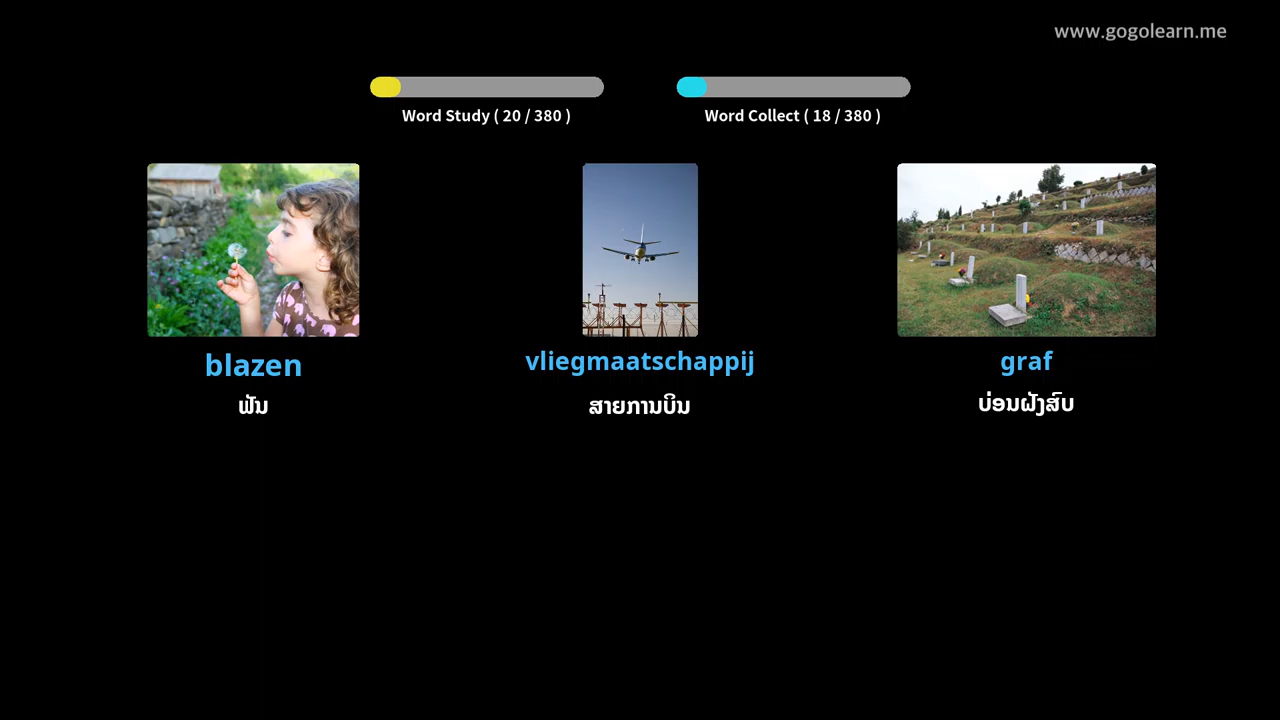 www.gogolearn.me
Word Study ( 20 / 380 )
Word Collect ( 18 / 380 )
blazen
vliegmaatschappij
graf
ຟັນ
ສາຍການບິນ
ບ່ອນຝັງສົບ